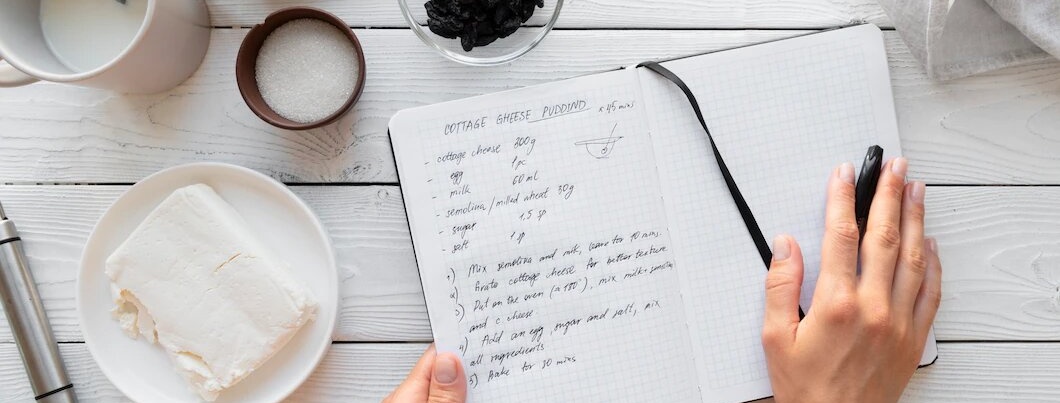 COTTAGE GHEESE PUDDIND
x 45 mins
- cottage cheese 300g
- egg 1pc
- milk 60 ml
- semolina / milled wheat 30g
- sugar 1,5 sp
- salt 1 sp
1) Mix semolina and milk, leave for 10 mins.
2) Grate cottage cheese for better texture
3) Put on the oven (a 180°), mix milk + semolina
and c cheese.
4) Add an egg, sugar and salt, mix
all ingredients
5) Bake for 30 mins